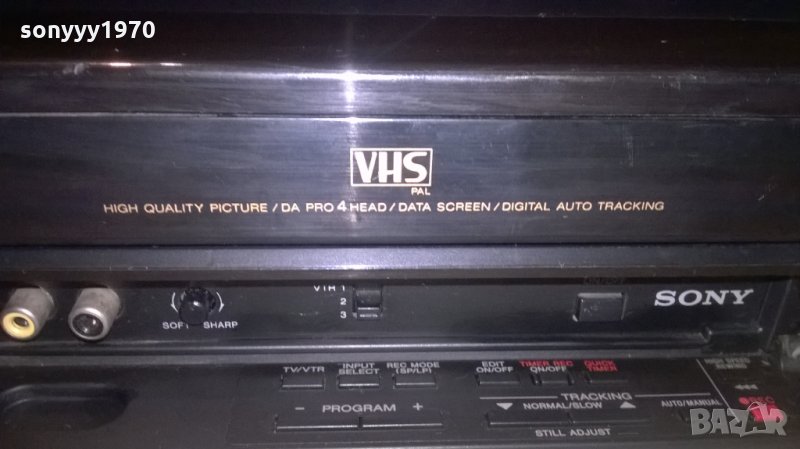 sonyyy1970
VHS
PAL
HIGH QUALITY PICTURE / DA PRO 4 HEAD / DATA SCREEN / DIGITAL AUTO TRACKING
VTR 1
2
3
SOFT SHARP
SONY
TV/VTR
INPUT
SELECT
REC MODE
(SP/LP)
EDIT
ON/OFF
TIMER REC
ON/OFF
QUICK
TIMER
HIGH SPEED
REWIND
− PROGRAM +
TRACKING
NORMAL/SLOW
AUTO/MANUAL
REC
STILL ADJUST
BAZAR